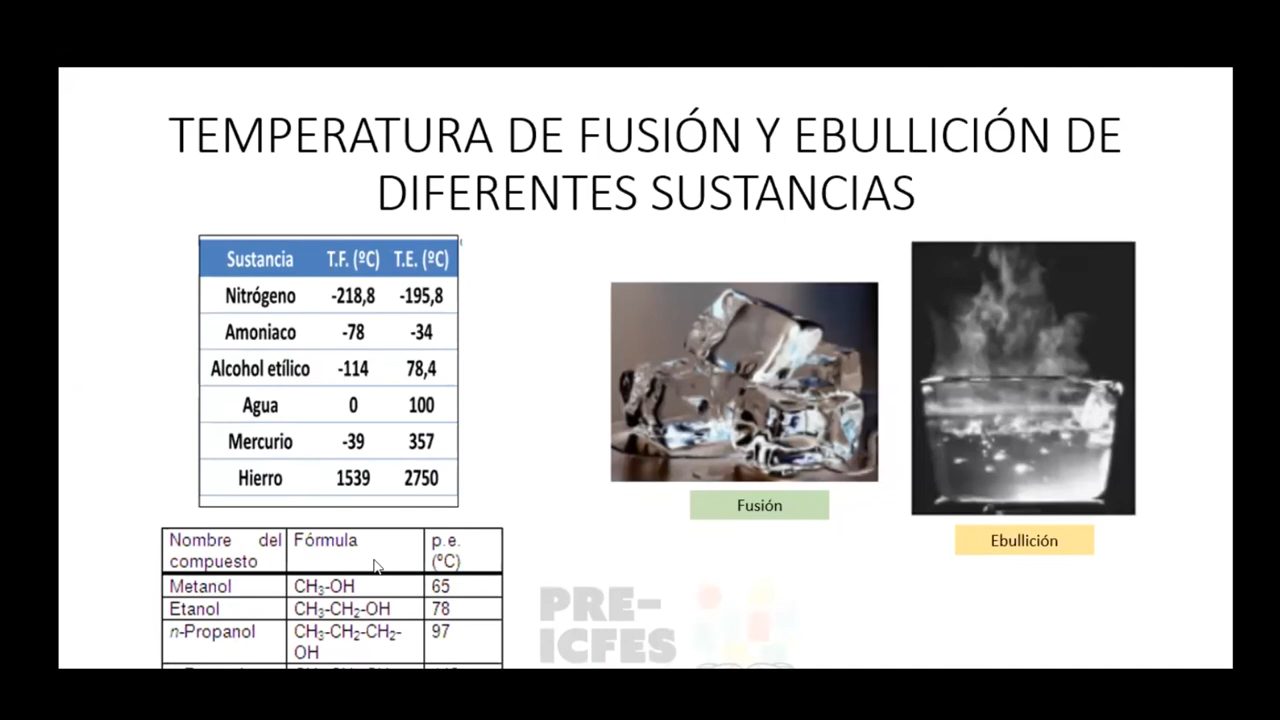 TEMPERATURA DE FUSIÓN Y EBULLICIÓN DE
DIFERENTES SUSTANCIAS
Sustancia T.F. (ºC) T.E. (ºC)
Nitrógeno -218,8 -195,8
Amoniaco -78 -34
Alcohol etílico -114 78,4
Agua 0 100
Mercurio -39 357
Hierro 1539 2750
Fusión
Ebullición
Nombre del Fórmula p.e.
compuesto (ºC)
Metanol CH₃-OH 65
Etanol CH₃-CH₂-OH 78
n-Propanol CH₃-CH₂-CH₂- 97
OH
PRE-
ICFES